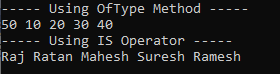 ----- Using OfType Method -----
50 10 20 30 40
----- Using IS Operator -----
Raj Ratan Mahesh Suresh Ramesh